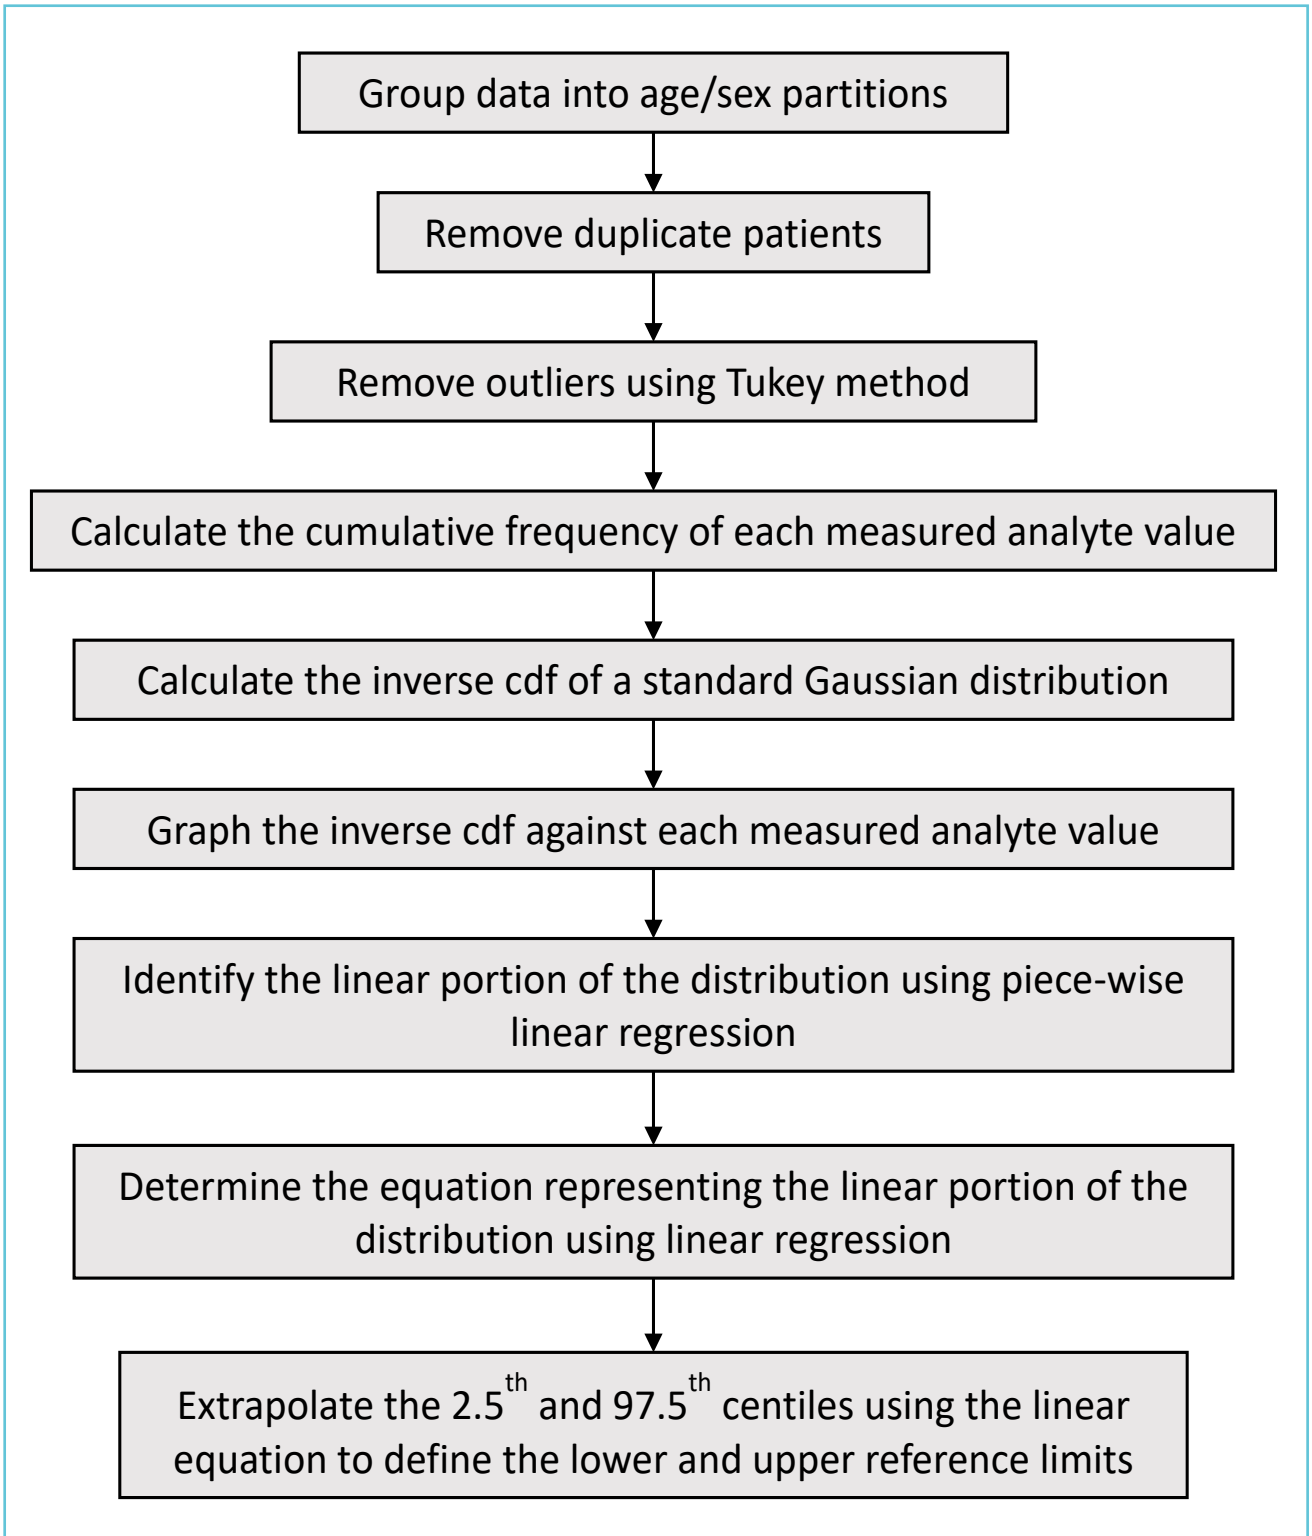 Group data into age/sex partitions
Remove duplicate patients
Remove outliers using Tukey method
Calculate the cumulative frequency of each measured analyte value
Calculate the inverse cdf of a standard Gaussian distribution
Graph the inverse cdf against each measured analyte value
Identify the linear portion of the distribution using piece-wise
linear regression
Determine the equation representing the linear portion of the
distribution using linear regression
Extrapolate the 2.5th and 97.5th centiles using the linear
equation to define the lower and upper reference limits